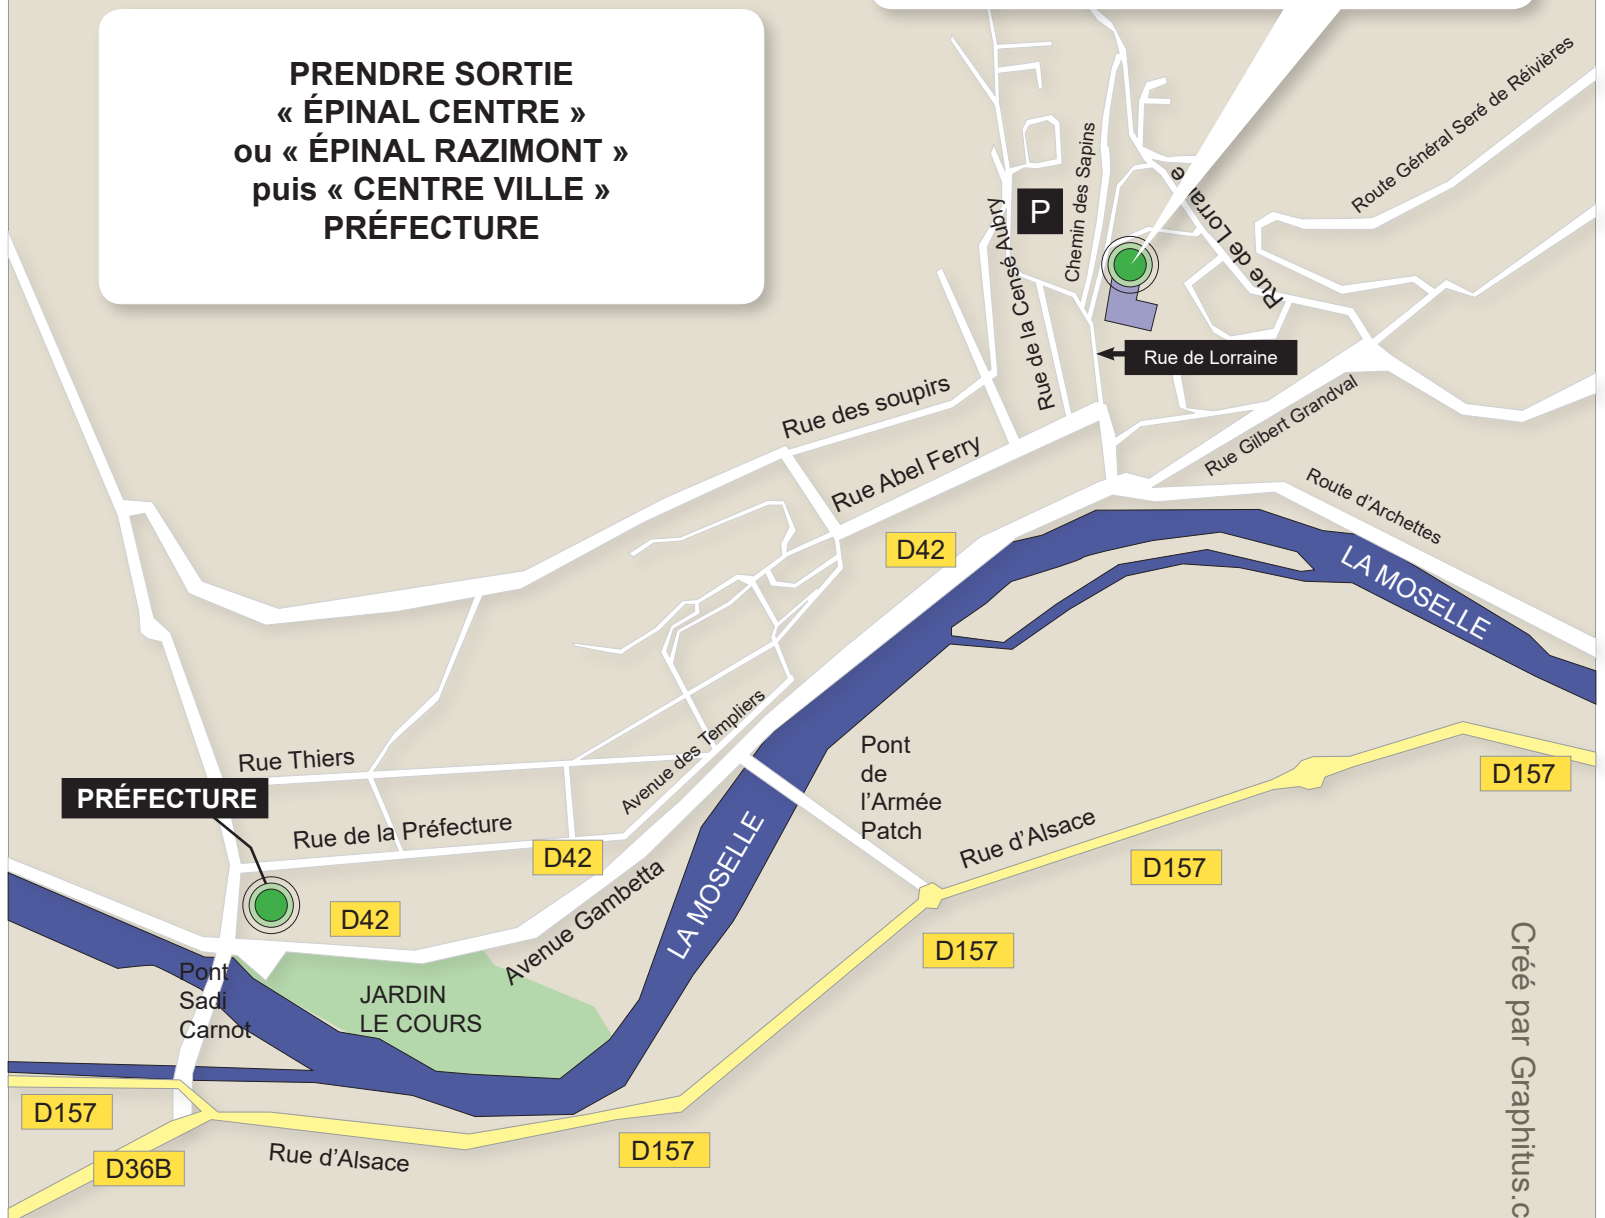 PRENDRE SORTIE
« ÉPINAL CENTRE »
ou « ÉPINAL RAZIMONT »
puis « CENTRE VILLE »
PRÉFECTURE
Route Général Seré de Réivières
Chemin des Sapins
Rue de la Censé Aubry
P
Rue de Lorraine
Rue de Lorraine
Rue des soupirs
Rue Abel Ferry
Rue Gilbert Grandval
Route d’Archettes
D42
LA MOSELLE
Avenue des Templiers
Rue Thiers
PRÉFECTURE
Rue de la Préfecture
D42
D42
Avenue Gambetta
LA MOSELLE
Pont
de
l’Armée
Patch
Rue d’Alsace
D157
D157
D157
Pont
Sadi
Carnot
JARDIN
LE COURS
D157
D36B
Rue d’Alsace
D157
Créé par Graphitus.c